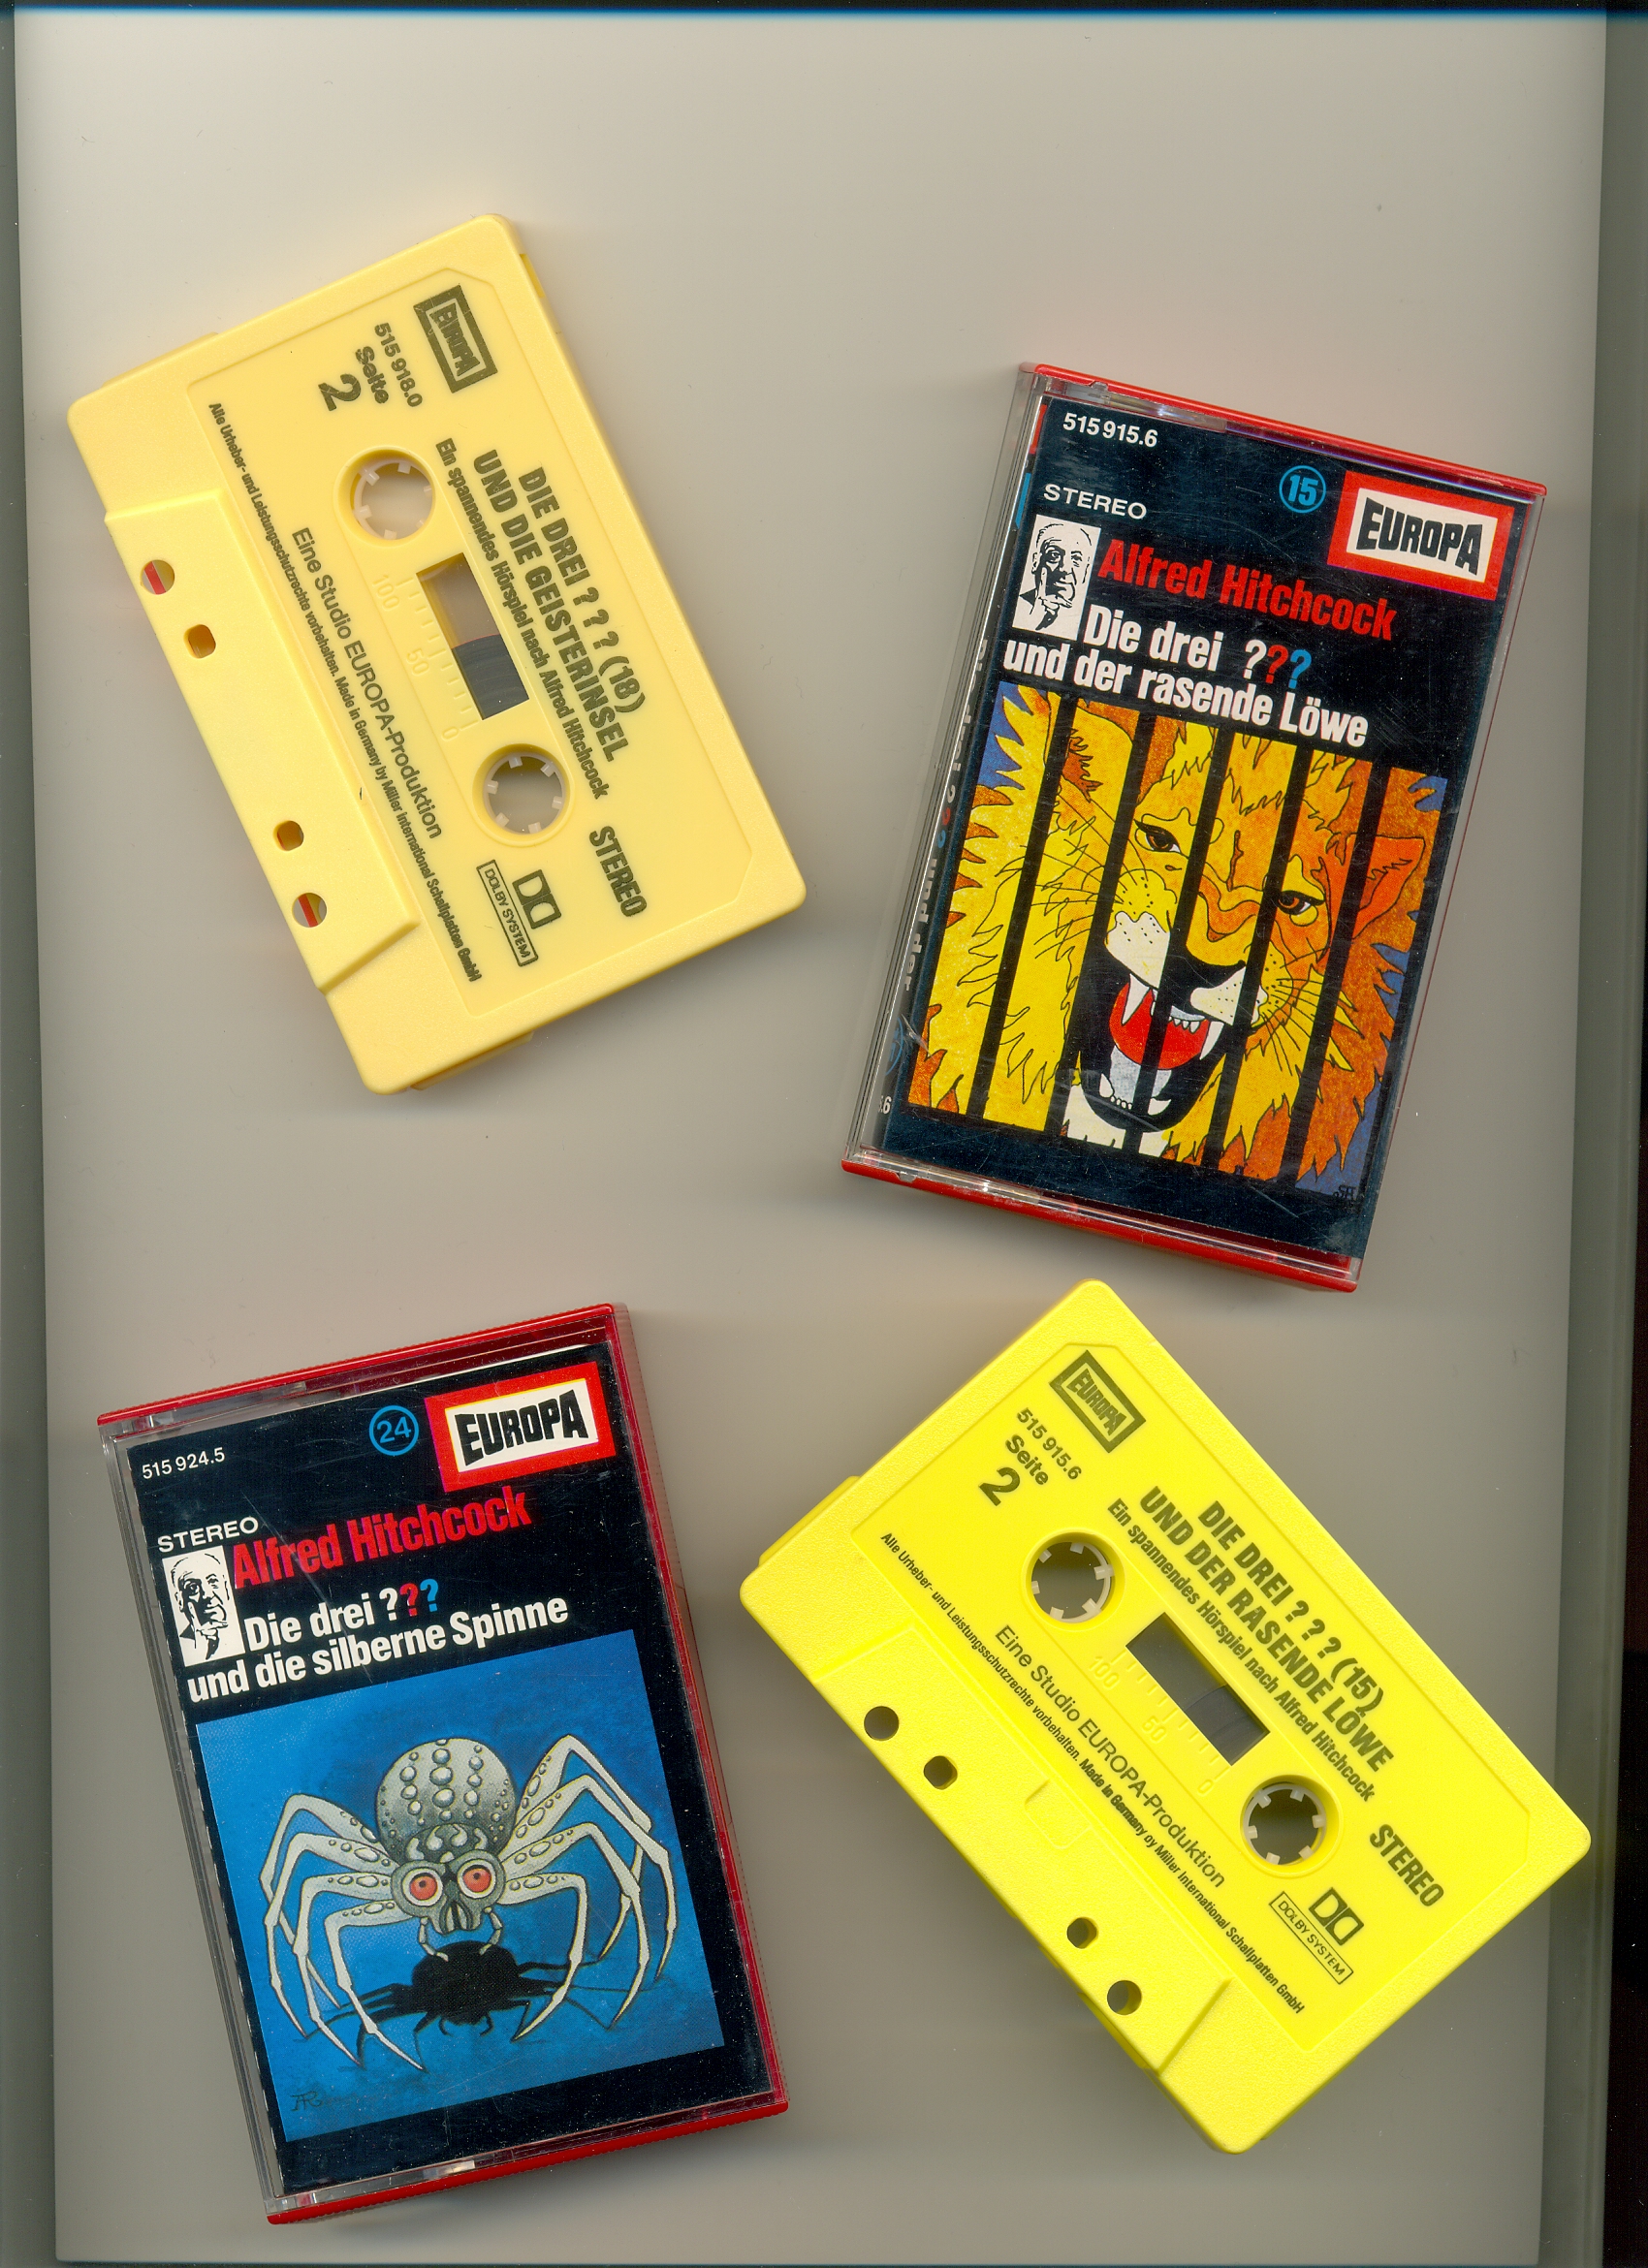 EUROPA
515 918.0
Seite
2
DIE DREI ? ? ? (18)
UND DIE GEISTERINSEL
Ein spannendes Hörspiel nach Alfred Hitchcock
STEREO
DOLBY SYSTEM
Eine Studio EUROPA-Produktion
Alle Urheber- und Leistungsschutzrechte vorbehalten. Made in Germany by Miller International Schallplatten GmbH
100
50
0
515 915.6
15
EUROPA
STEREO
Alfred Hitchcock
Die drei ???
und der rasende Löwe
24
EUROPA
515 924.5
STEREO
Alfred Hitchcock
Die drei ???
und die silberne Spinne
EUROPA
515 915.6
Seite
2
DIE DREI ? ? ? (15)
UND DER RASENDE LÖWE
Ein spannendes Hörspiel nach Alfred Hitchcock
STEREO
DOLBY SYSTEM
Eine Studio EUROPA-Produktion
Alle Urheber- und Leistungsschutzrechte vorbehalten. Made in Germany by Miller International Schallplatten GmbH
100
50
0